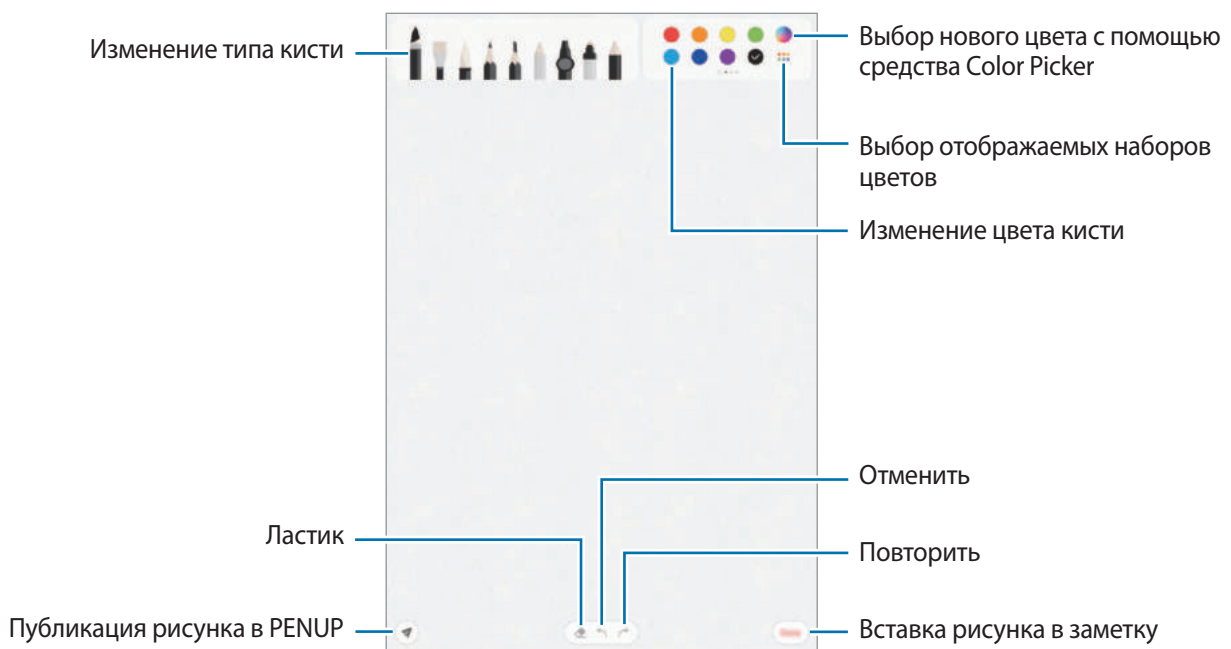 Изменение типа кисти
Выбор нового цвета с помощью
средства Color Picker
Выбор отображаемых наборов
цветов
Изменение цвета кисти
Отменить
Ластик
Повторить
Публикация рисунка в PENUP
Вставка рисунка в заметку